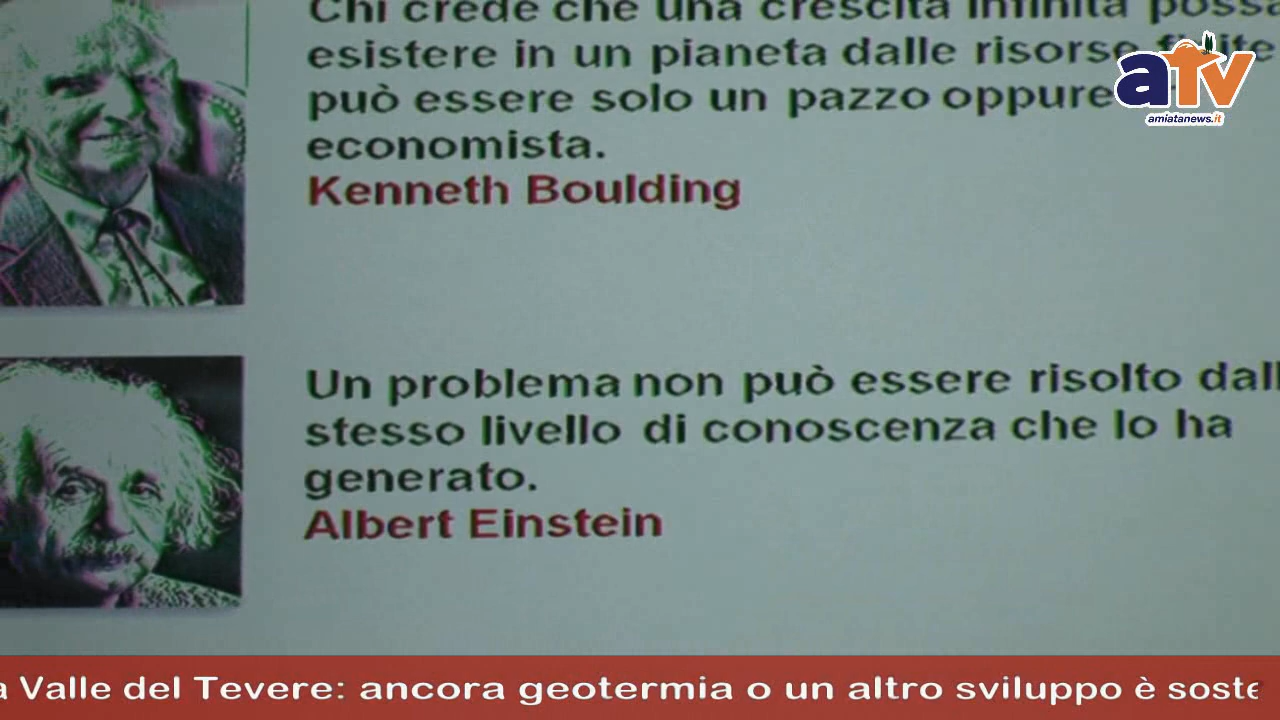 Chi crede che una crescita infinita possa
esistere in un pianeta dalle risorse finite
può essere solo un pazzo oppure
economista.
Kenneth Boulding
Un problema non può essere risolto dall
stesso livello di conoscenza che lo ha
generato.
Albert Einstein
aTv
amiatanews.it
a Valle del Tevere: ancora geotermia o un altro sviluppo è soste